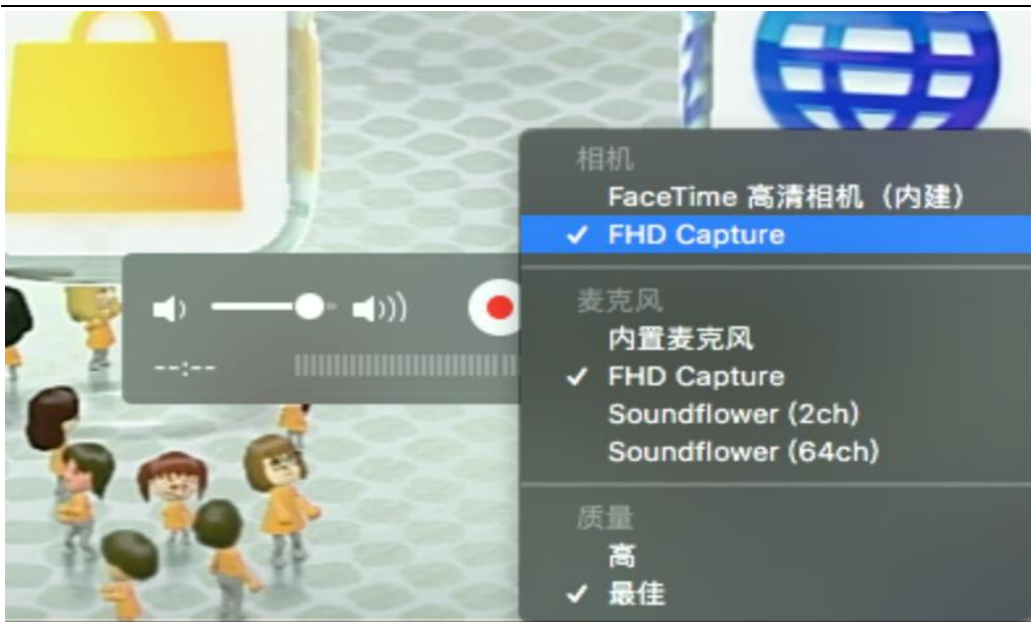 相机
FaceTime 高清相机（内建）
✓ FHD Capture
麦克风
内置麦克风
✓ FHD Capture
Soundflower (2ch)
Soundflower (64ch)
--:--
质量
高
✓ 最佳